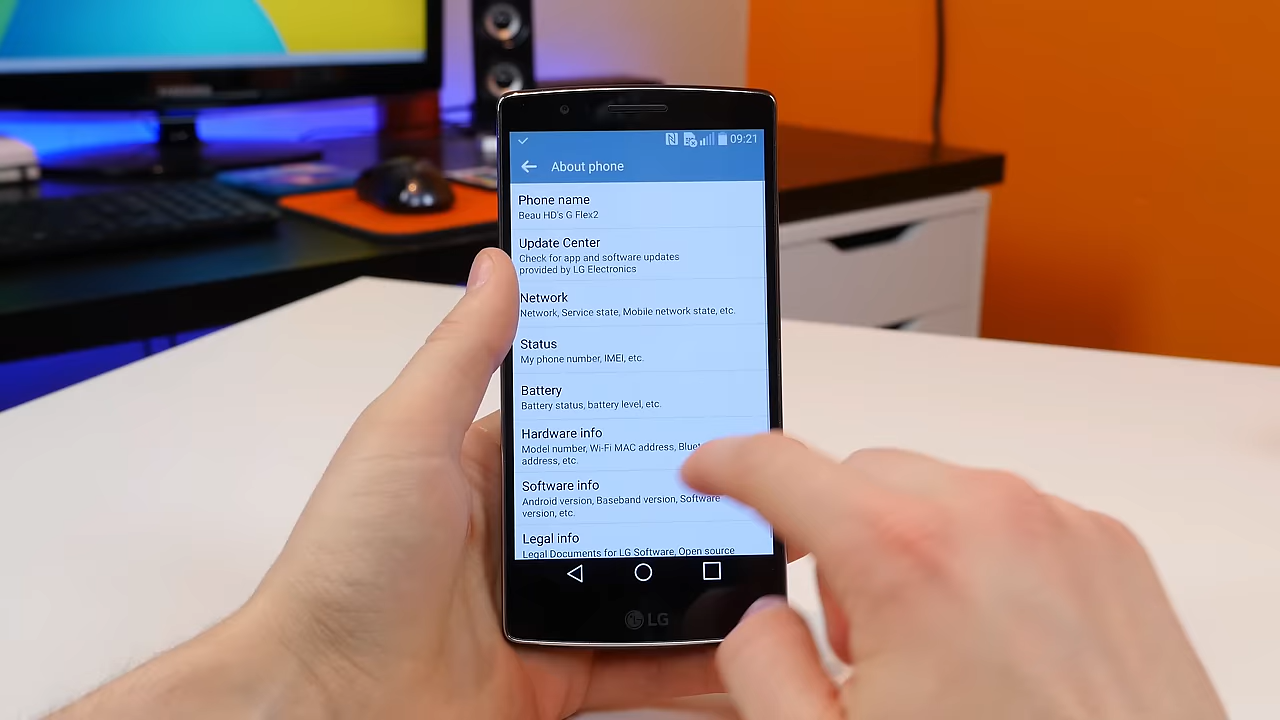 SAMSUNG
09:21
About phone
Phone name
Beau HD's G Flex2
Update Center
Check for app and software updates
provided by LG Electronics
Network
Network, Service state, Mobile network state, etc.
Status
My phone number, IMEI, etc.
Battery
Battery status, battery level, etc.
Hardware info
Model number, Wi-Fi MAC address,
address, etc.
Software info
Android version, Baseband version, Software
version, etc.
Legal info
Legal Documents for LG Software, Open source
LG